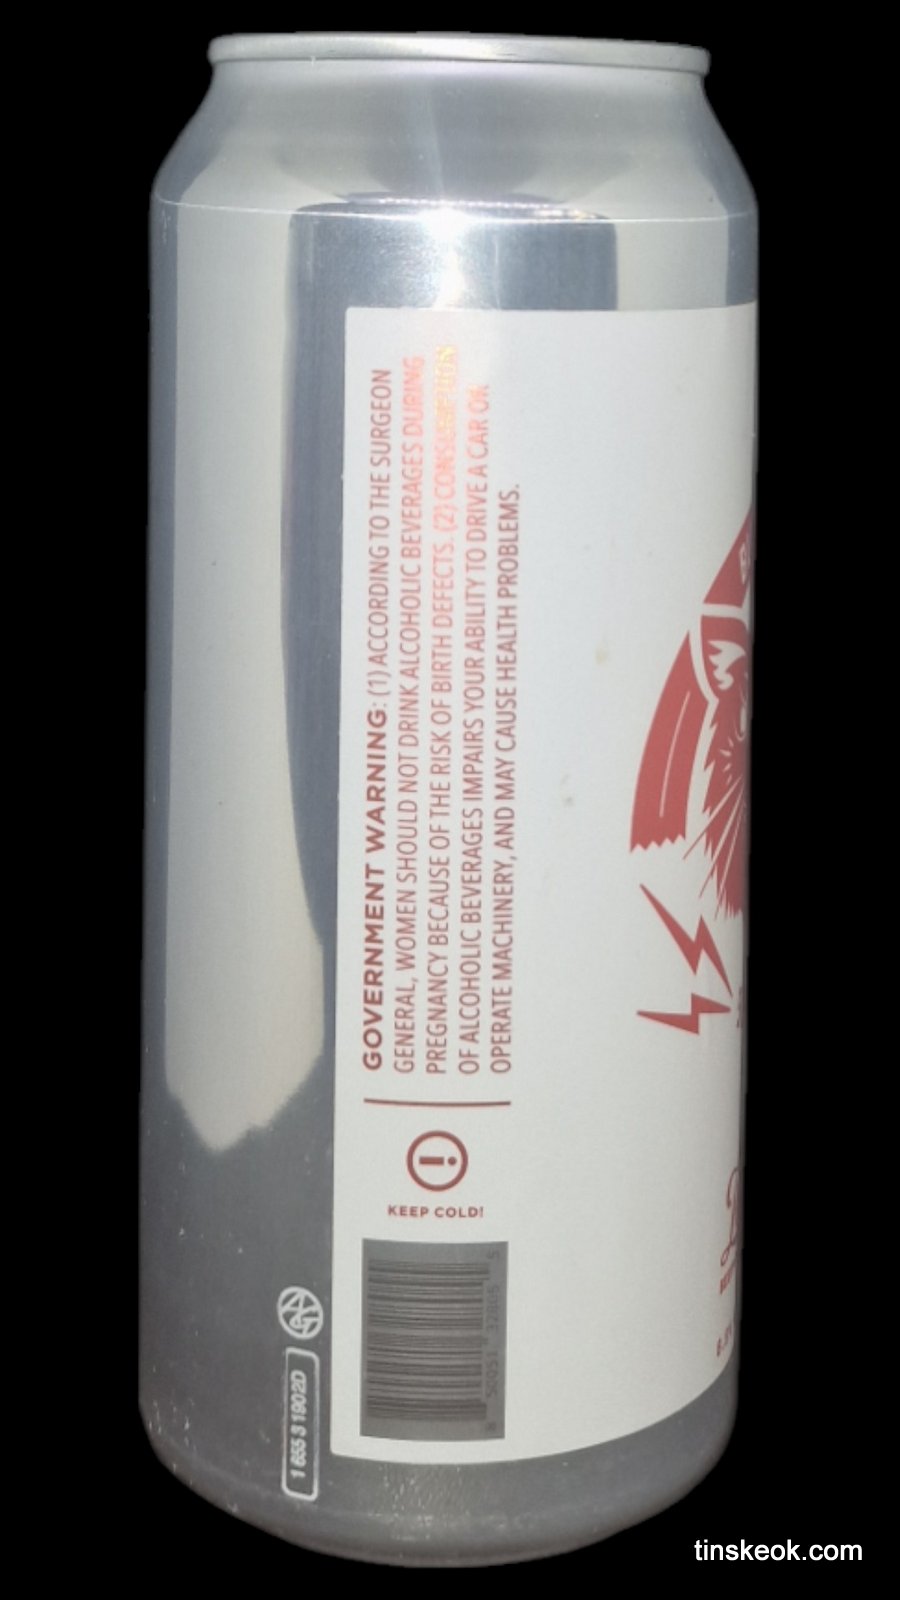 GOVERNMENT WARNING: (1) ACCORDING TO THE SURGEON
GENERAL, WOMEN SHOULD NOT DRINK ALCOHOLIC BEVERAGES DURING
PREGNANCY BECAUSE OF THE RISK OF BIRTH DEFECTS. (2) CONSUMPTION
OF ALCOHOLIC BEVERAGES IMPAIRS YOUR ABILITY TO DRIVE A CAR OR
OPERATE MACHINERY, AND MAY CAUSE HEALTH PROBLEMS.
KEEP COLD!
1 655 3 1902D
tinskeok.com